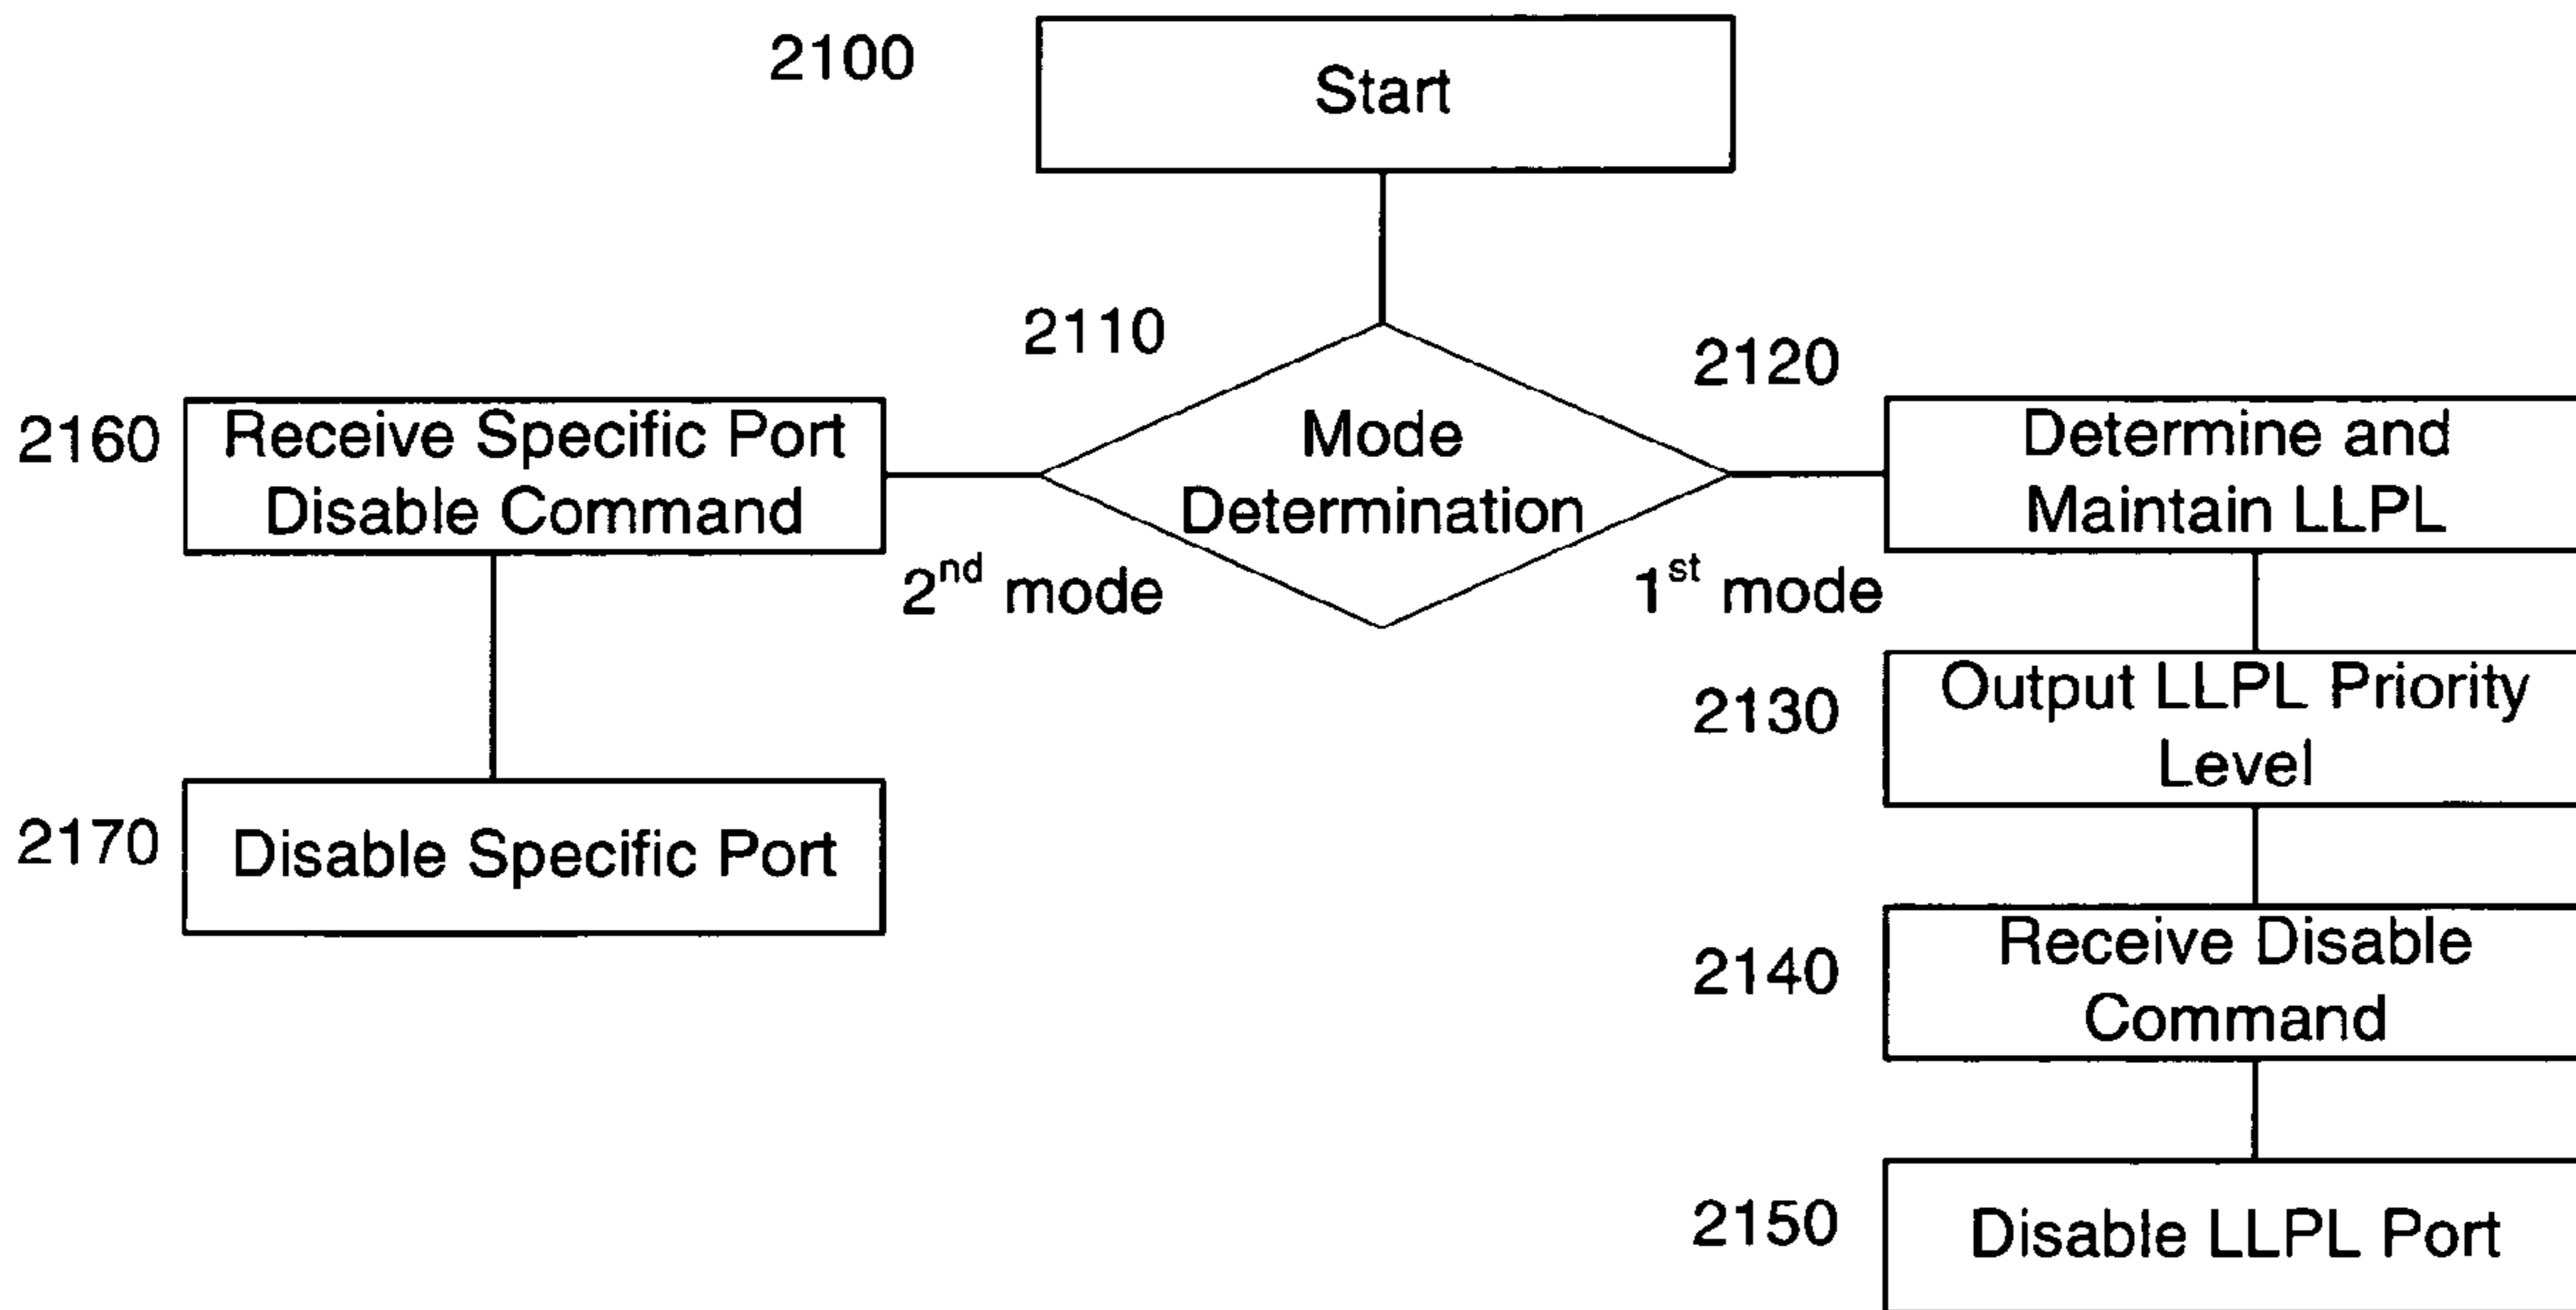 2100
Start
2110
Mode
Determination
2nd mode
1st mode
2120
Determine and
Maintain LLPL
2130
Output LLPL Priority
Level
2140
Receive Disable
Command
2150
Disable LLPL Port
2160
Receive Specific Port
Disable Command
2170
Disable Specific Port